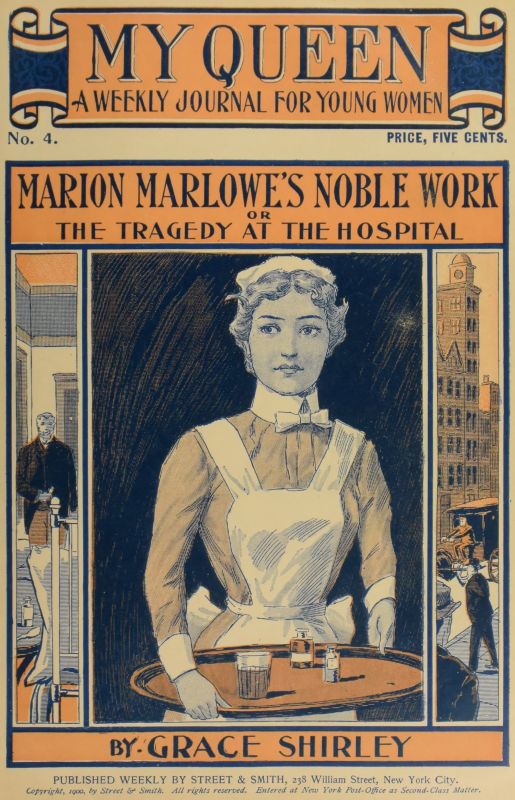 MY QUEEN
A WEEKLY JOURNAL FOR YOUNG WOMEN
No. 4.
PRICE, FIVE CENTS.
MARION MARLOWE'S NOBLE WORK
OR
THE TRAGEDY AT THE HOSPITAL
BY·GRACE SHIRLEY
PUBLISHED WEEKLY BY STREET & SMITH, 238 William Street, New York City.
Copyright, 1900, by Street & Smith. All rights reserved. Entered at New York Post-Office as Second-Class Matter.